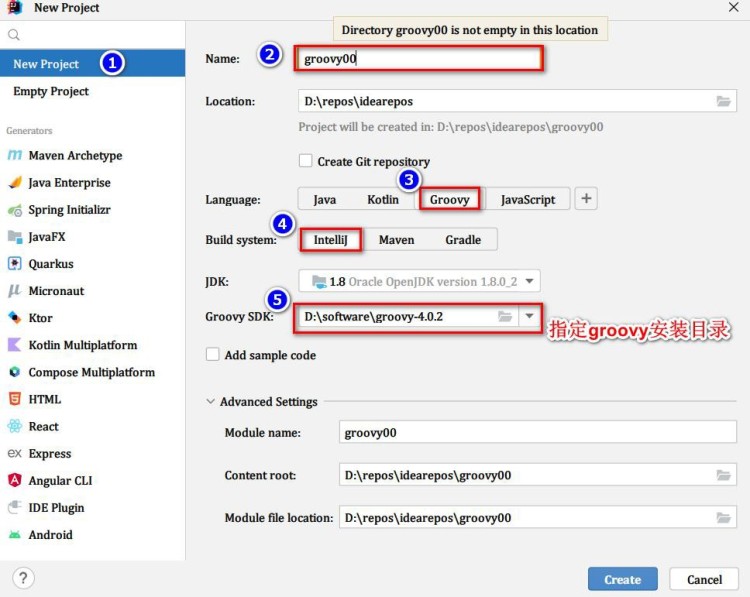 New Project
Directory groovy00 is not empty in this location
New Project
1
Empty Project
Generators
Maven Archetype
Java Enterprise
Spring Initializr
JavaFX
Quarkus
Micronaut
Ktor
Kotlin Multiplatform
Compose Multiplatform
HTML
React
ex Express
Angular CLI
IDE Plugin
Android
2
Name: groovy00
Location: D:\repos\idearepos
Project will be created in: D:\repos\idearepos\groovy00
Create Git repository
3
Language: Java Kotlin Groovy JavaScript +
4
Build system: IntelliJ Maven Gradle
JDK: 1.8 Oracle OpenJDK version 1.8.0_2
5
Groovy SDK: D:\software\groovy-4.0.2
指定groovy安装目录
Add sample code
Advanced Settings
Module name: groovy00
Content root: D:\repos\idearepos\groovy00
Module file location: D:\repos\idearepos\groovy00
? Create Cancel